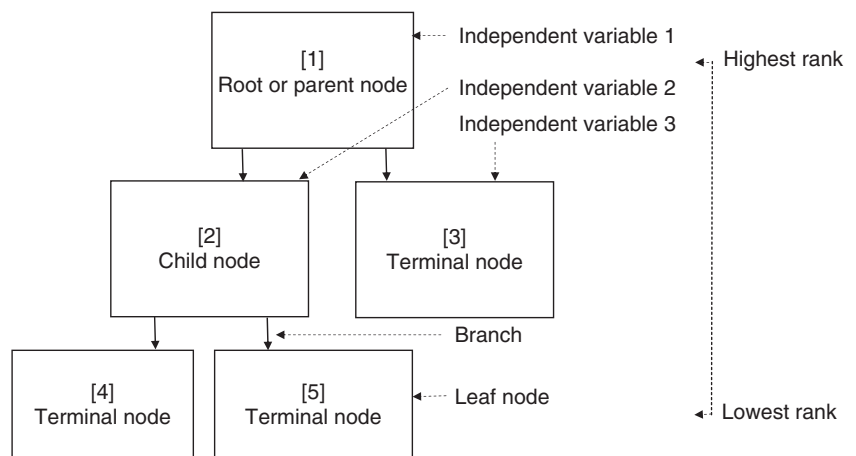 Independent variable 1
[1]
Root or parent node
Highest rank
Independent variable 2
Independent variable 3
[2]
Child node
[3]
Terminal node
Branch
[4]
Terminal node
[5]
Terminal node
Leaf node
Lowest rank